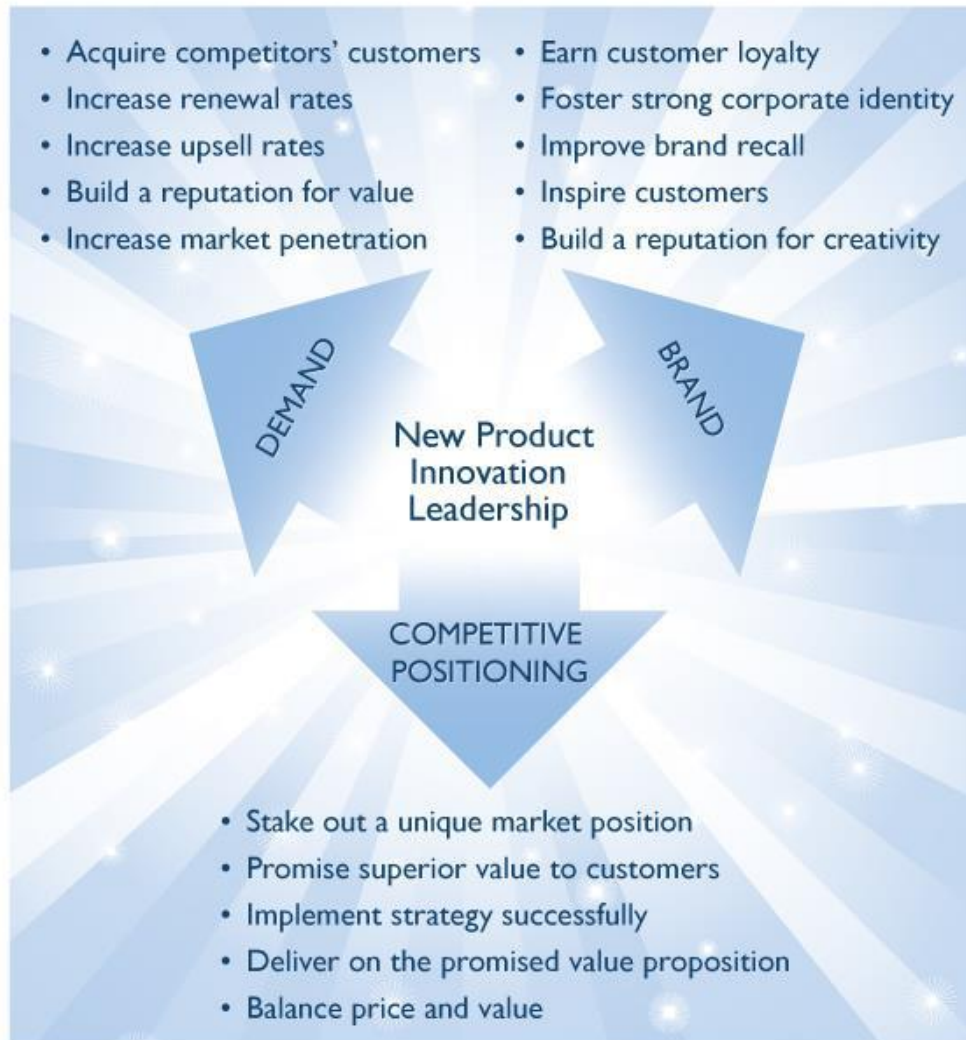 • Acquire competitors’ customers
• Increase renewal rates
• Increase upsell rates
• Build a reputation for value
• Increase market penetration
• Earn customer loyalty
• Foster strong corporate identity
• Improve brand recall
• Inspire customers
• Build a reputation for creativity
DEMAND
BRAND
New Product
Innovation
Leadership
COMPETITIVE
POSITIONING
• Stake out a unique market position
• Promise superior value to customers
• Implement strategy successfully
• Deliver on the promised value proposition
• Balance price and value